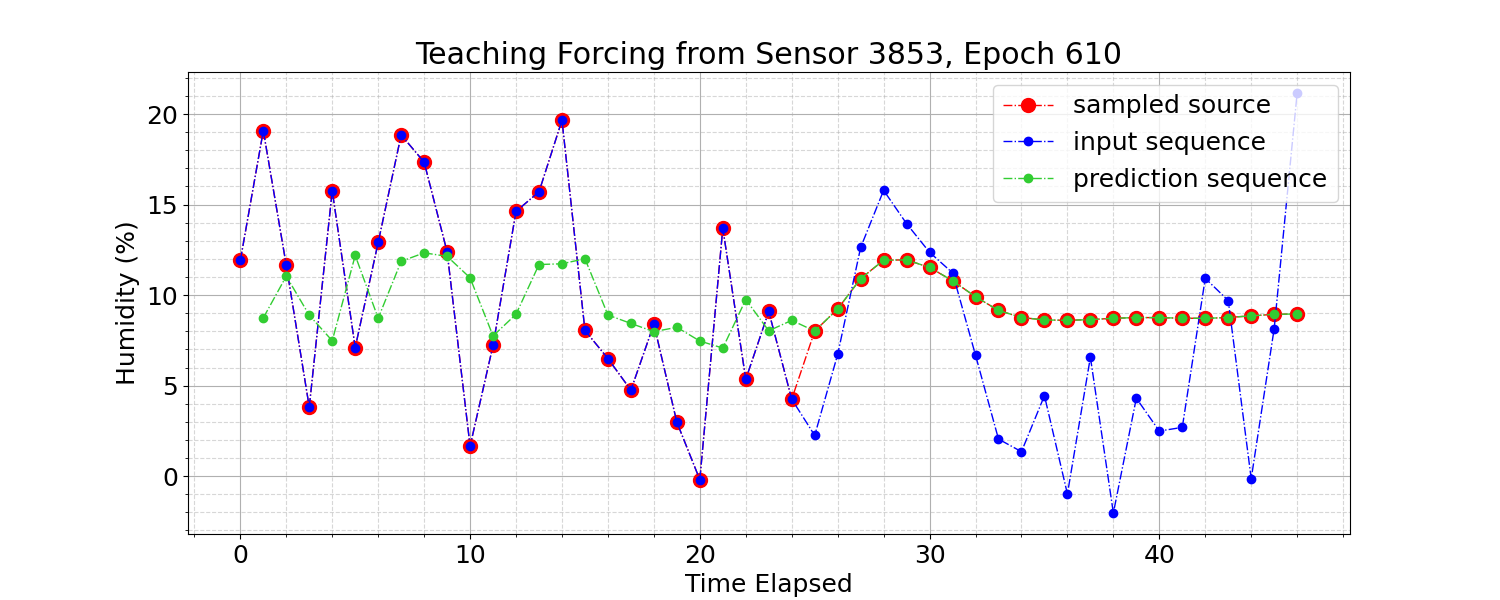 Teaching Forcing from Sensor 3853, Epoch 610
sampled source
input sequence
prediction sequence
Humidity (%)
20
15
10
5
0
0 10 20 30 40
Time Elapsed